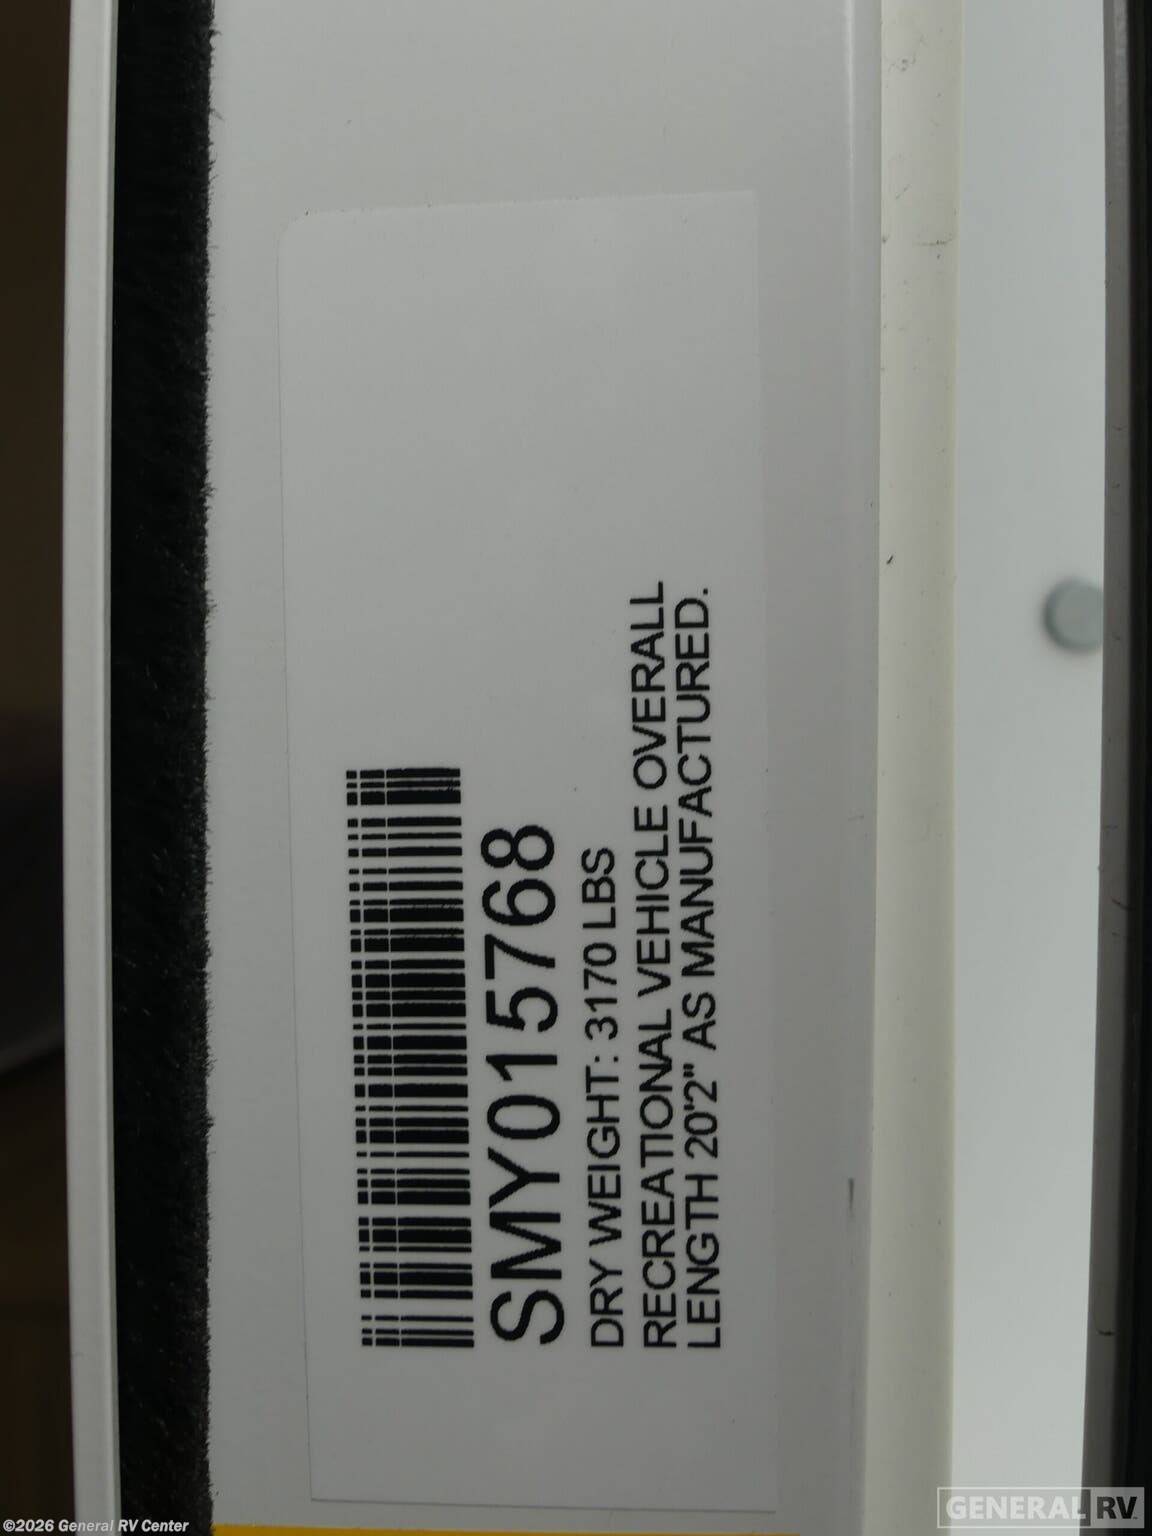 SMY015768
DRY WEIGHT: 3170 LBS
RECREATIONAL VEHICLE OVERALL
LENGTH 20'2" AS MANUFACTURED.
GENERAL RV
©2026 General RV Center